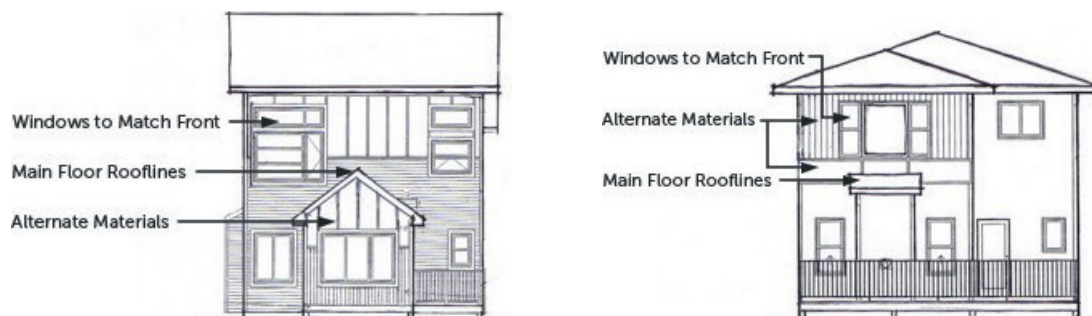 Windows to Match Front
Main Floor Rooflines
Alternate Materials
Windows to Match Front
Alternate Materials
Main Floor Rooflines